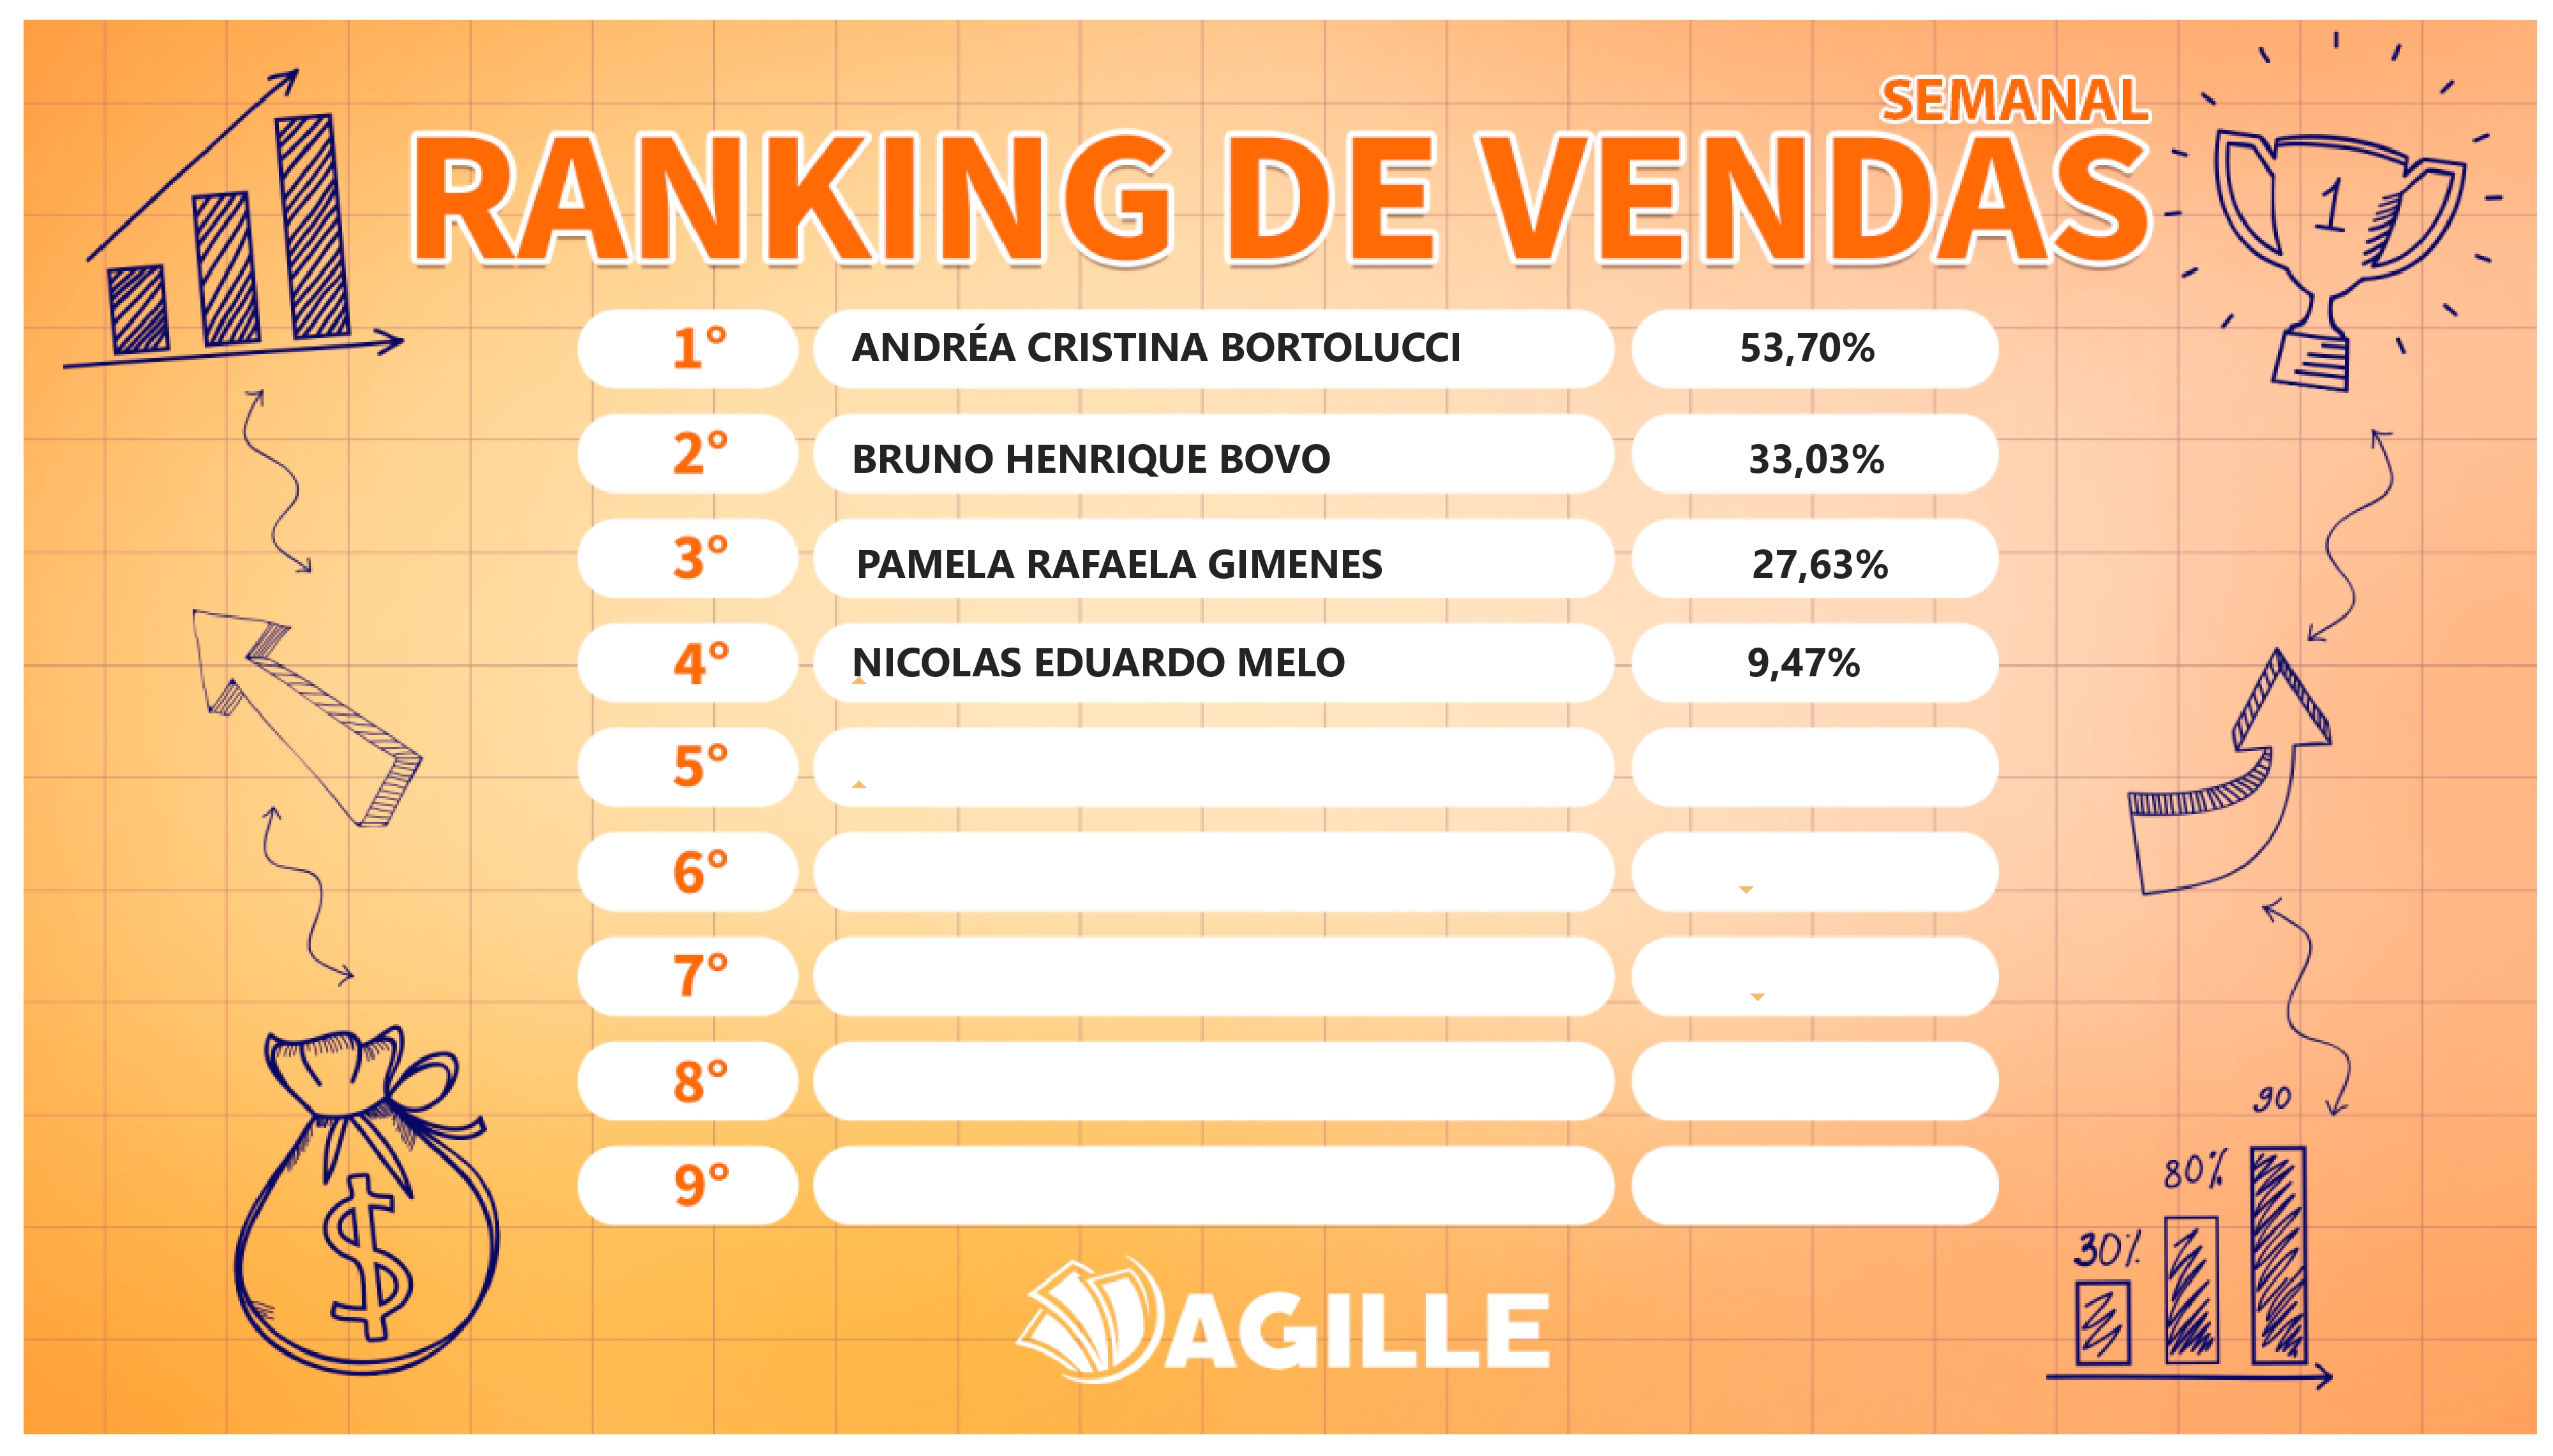 SEMANAL
RANKING DE VENDAS
1
1° ANDRÉA CRISTINA BORTOLUCCI 53,70%
2° BRUNO HENRIQUE BOVO 33,03%
3° PAMELA RAFAELA GIMENES 27,63%
4° NICOLAS EDUARDO MELO 9,47%
5°
6°
7°
8°
9°
90
80%
30%
$
AGILLE